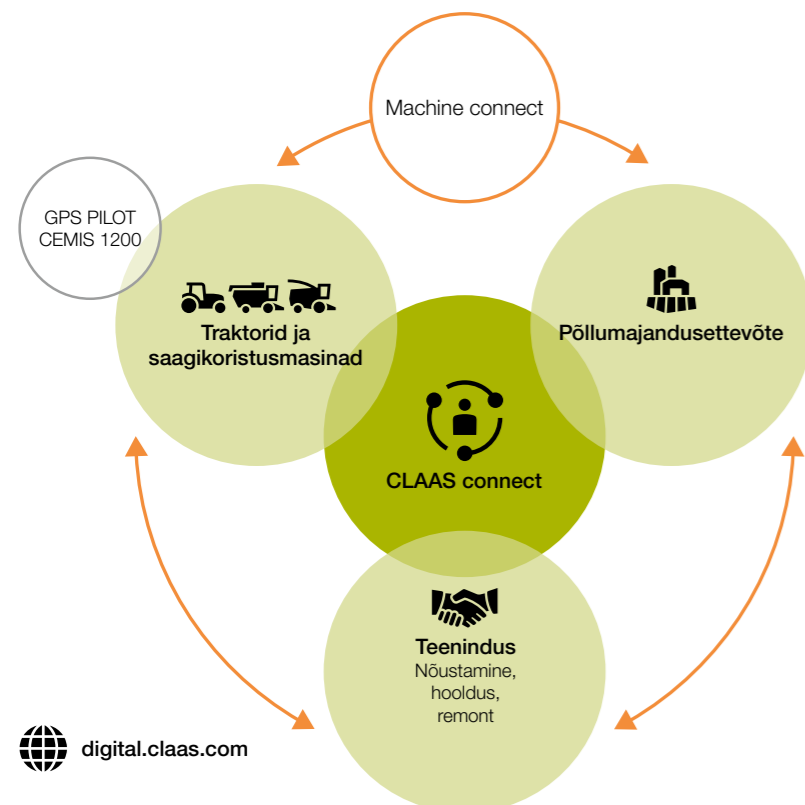 Machine connect
GPS PILOT
CEMIS 1200
Traktorid ja
saagikoristusmasinad
Põllumajandusettevõte
CLAAS connect
Teenindus
Nõustamine,
hooldus,
remont
digital.claas.com